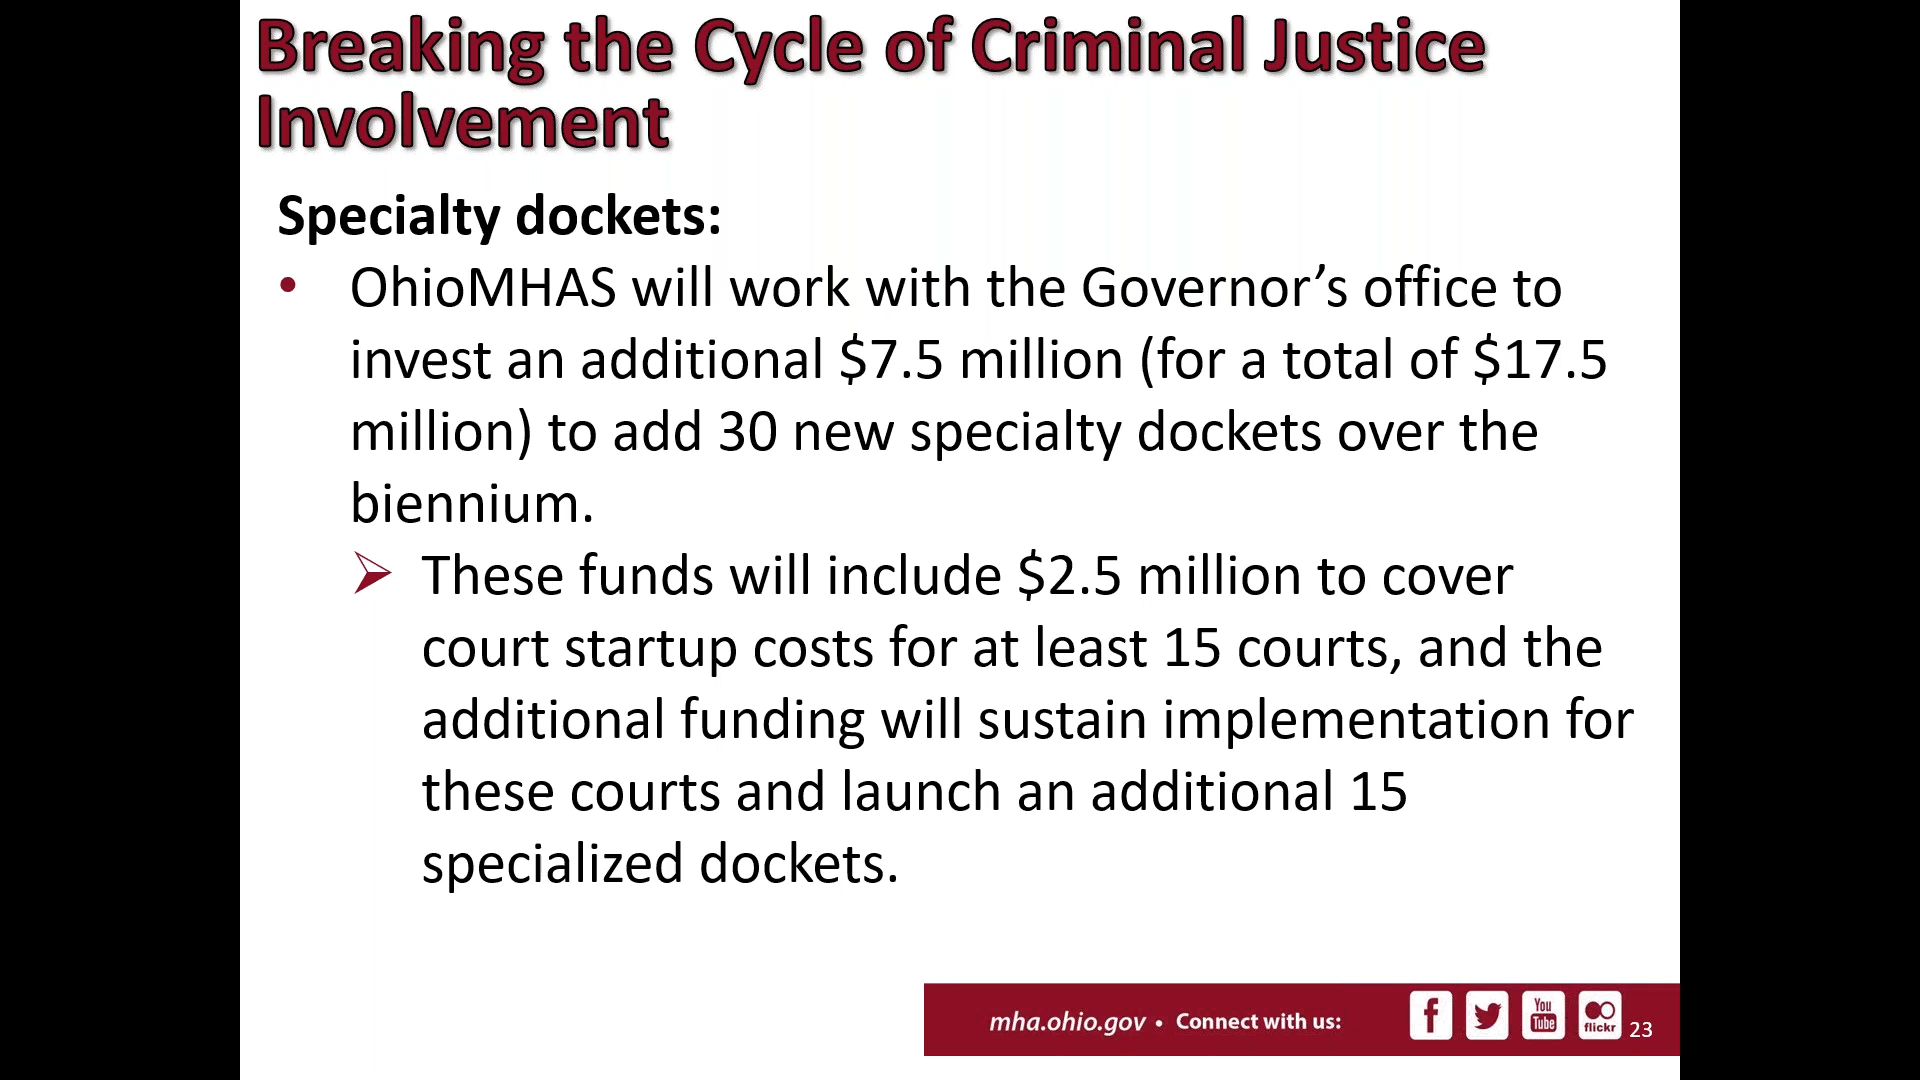 Breaking the Cycle of Criminal Justice
Involvement
Specialty dockets:
• OhioMHAS will work with the Governor’s office to
invest an additional $7.5 million (for a total of $17.5
million) to add 30 new specialty dockets over the
biennium.
➢ These funds will include $2.5 million to cover
court startup costs for at least 15 courts, and the
additional funding will sustain implementation for
these courts and launch an additional 15
specialized dockets.
mha.ohio.gov • Connect with us: f You Tube flickr 23